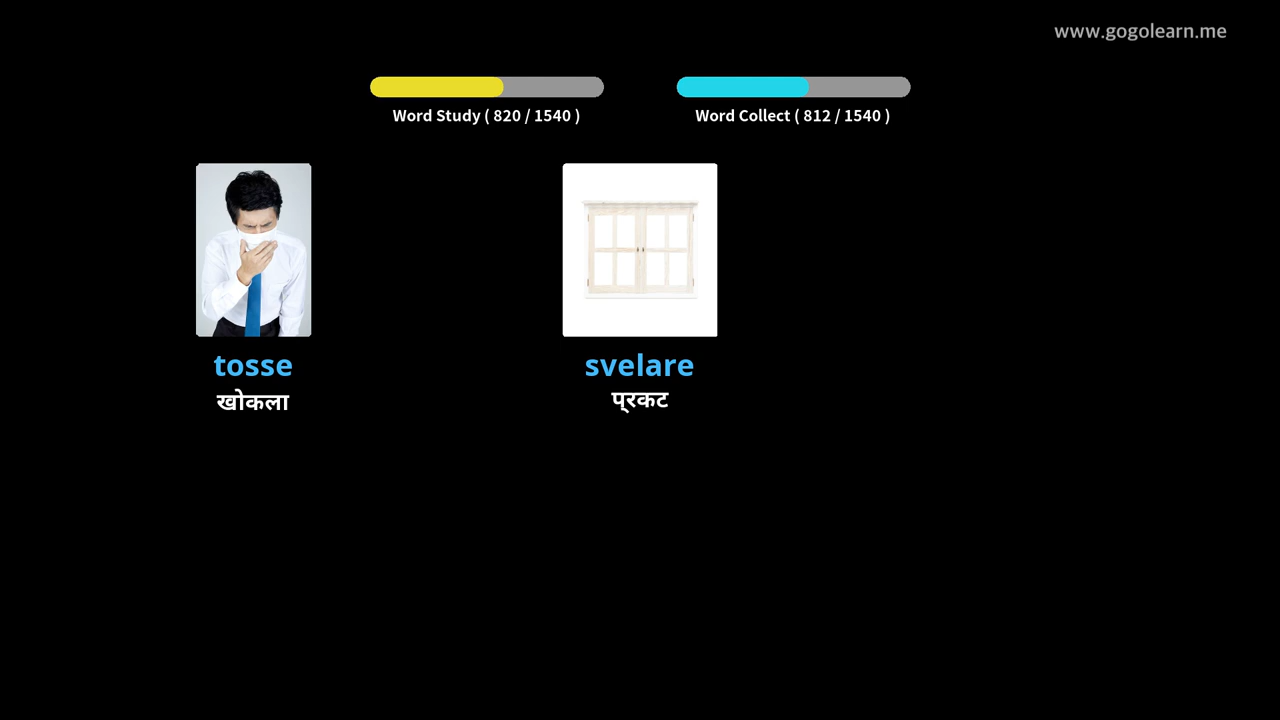 www.gogolearn.me
Word Study ( 820 / 1540 )
Word Collect ( 812 / 1540 )
tosse
खोकला
svelare
प्रकट